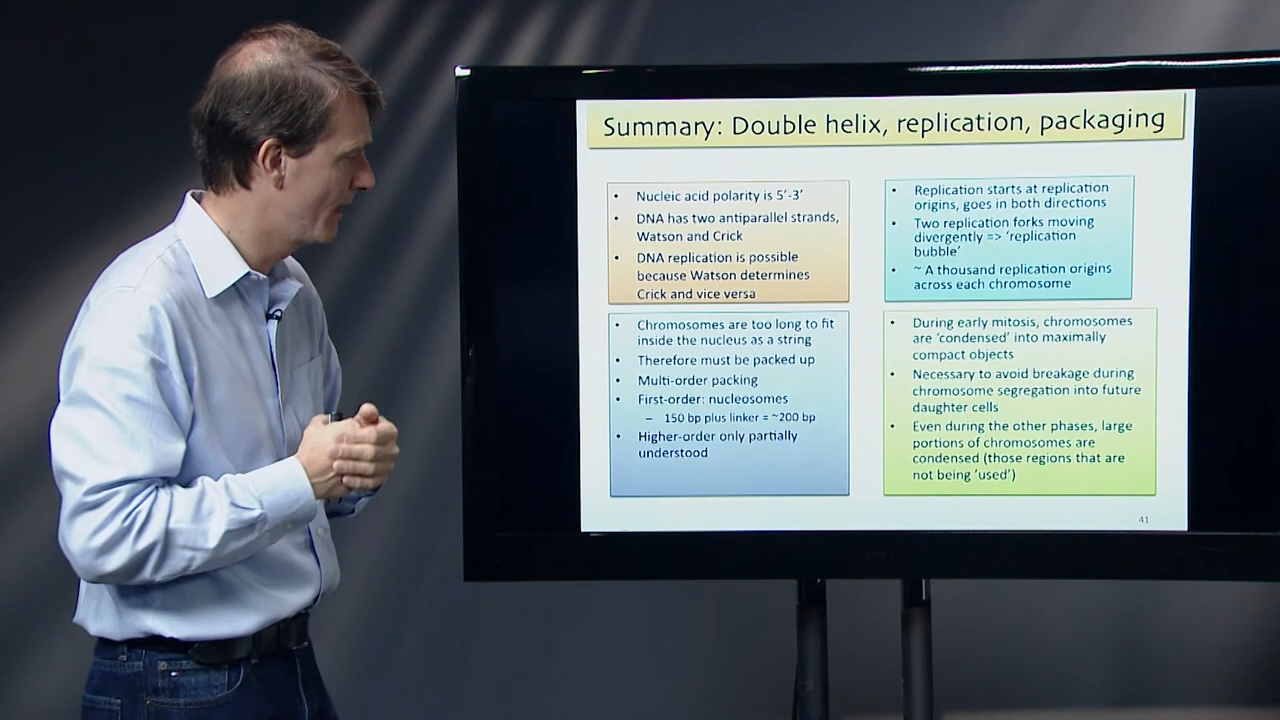 Summary: Double helix, replication, packaging
• Nucleic acid polarity is 5’-3’
• DNA has two antiparallel strands,
Watson and Crick
• DNA replication is possible
because Watson determines
Crick and vice versa
• Replication starts at replication
origins, goes in both directions
• Two replication forks moving
divergently => ‘replication
bubble’
• ~ A thousand replication origins
across each chromosome
• Chromosomes are too long to fit
inside the nucleus as a string
• Therefore must be packed up
• Multi-order packing
• First-order: nucleosomes
– 150 bp plus linker = ~200 bp
• Higher-order only partially
understood
• During early mitosis, chromosomes
are ‘condensed’ into maximally
compact objects
• Necessary to avoid breakage during
chromosome segregation into future
daughter cells
• Even during the other phases, large
portions of chromosomes are
condensed (those regions that are
not being ‘used’)
41